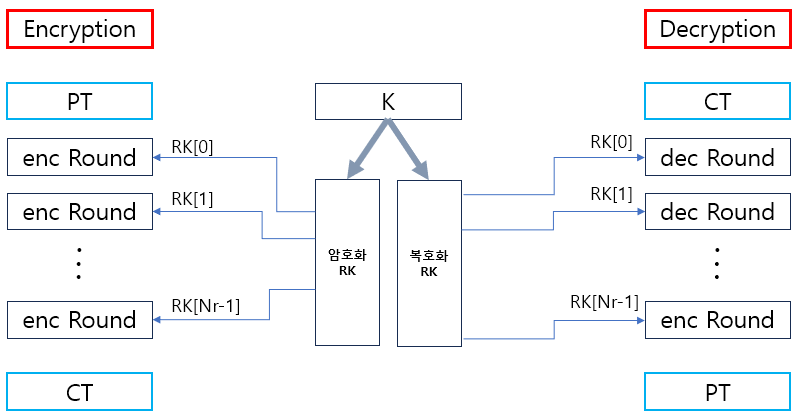 Encryption
Decryption
PT
K
CT
enc Round
RK[0]
RK[0]
dec Round
enc Round
RK[1]
RK[1]
dec Round
암호화
RK
복호화
RK
enc Round
RK[Nr-1]
RK[Nr-1]
enc Round
CT
PT